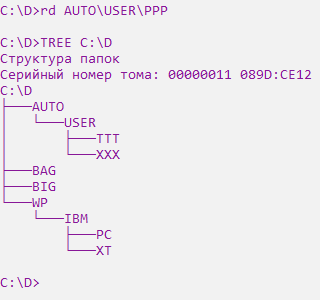 C:\D>rd AUTO\USER\PPP
C:\D>TREE C:\D
Структура папок
Серийный номер тома: 00000011 089D:CE12
C:\D
├───AUTO
│   └───USER
│       ├───TTT
│       └───XXX
├───BAG
├───BIG
└───WP
    └───IBM
        ├───PC
        └───XT
C:\D>